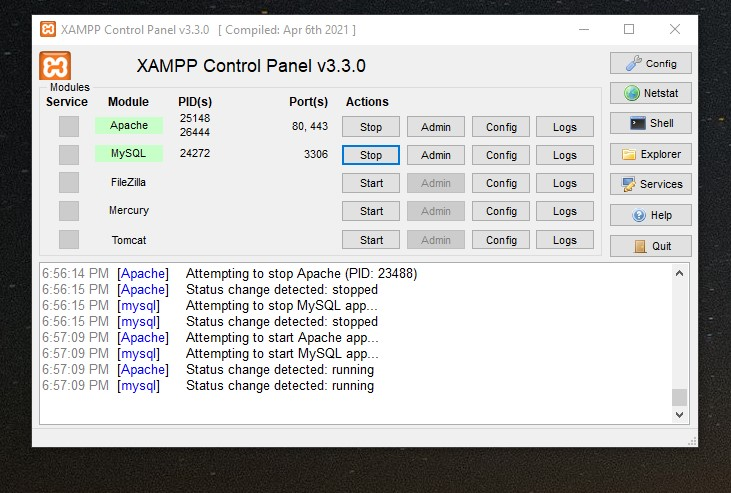 XAMPP Control Panel v3.3.0 [ Compiled: Apr 6th 2021 ]
XAMPP Control Panel v3.3.0
Config
Modules
Service Module PID(s) Port(s) Actions
Netstat
Apache 25148 26444 80, 443 Stop Admin Config Logs
Shell
MySQL 24272 3306 Stop Admin Config Logs
Explorer
FileZilla Start Admin Config Logs
Services
Mercury Start Admin Config Logs
Help
Tomcat Start Admin Config Logs
Quit
6:56:14 PM [Apache] Attempting to stop Apache (PID: 23488)
6:56:15 PM [Apache] Status change detected: stopped
6:56:15 PM [mysql] Attempting to stop MySQL app...
6:56:15 PM [mysql] Status change detected: stopped
6:57:09 PM [Apache] Attempting to start Apache app...
6:57:09 PM [mysql] Attempting to start MySQL app...
6:57:09 PM [Apache] Status change detected: running
6:57:09 PM [mysql] Status change detected: running